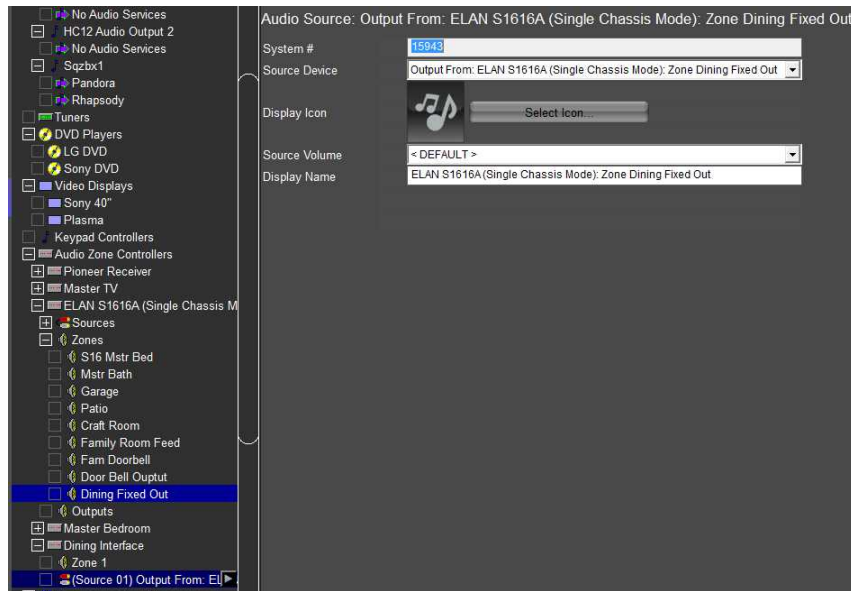 No Audio Services
HC12 Audio Output 2
No Audio Services
Sqzbx1
Pandora
Rhapsody
Tuners
DVD Players
LG DVD
Sony DVD
Video Displays
Sony 40"
Plasma
Keypad Controllers
Audio Zone Controllers
Pioneer Receiver
Master TV
ELAN S1616A (Single Chassis M
Sources
Zones
S16 Mstr Bed
Mstr Bath
Garage
Patio
Craft Room
Family Room Feed
Fam Doorbell
Door Bell Ouptut
Dining Fixed Out
Outputs
Master Bedroom
Dining Interface
Zone 1
(Source 01) Output From: EL
Audio Source: Output From: ELAN S1616A (Single Chassis Mode): Zone Dining Fixed Out
System # 15943
Source Device Output From: ELAN S1616A (Single Chassis Mode): Zone Dining Fixed Out
Display Icon Select Icon...
Source Volume < DEFAULT >
Display Name ELAN S1616A (Single Chassis Mode): Zone Dining Fixed Out